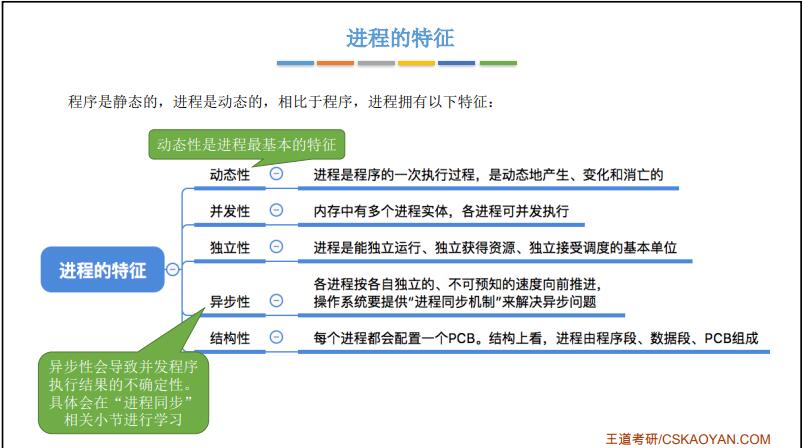 进程的特征
程序是静态的，进程是动态的，相比于程序，进程拥有以下特征：
动态性是进程最基本的特征
动态性
进程是程序的一次执行过程，是动态地产生、变化和消亡的
并发性
内存中有多个进程实体，各进程可并发执行
独立性
进程是能独立运行、独立获得资源、独立接受调度的基本单位
进程的特征
异步性
各进程按各自独立的、不可预知的速度向前推进，
操作系统要提供“进程同步机制”来解决异步问题
结构性
每个进程都会配置一个PCB。结构上看，进程由程序段、数据段、PCB组成
异步性会导致并发程序
执行结果的不确定性。
具体会在“进程同步”
相关小节进行学习
王道考研/CSKAOYAN.COM